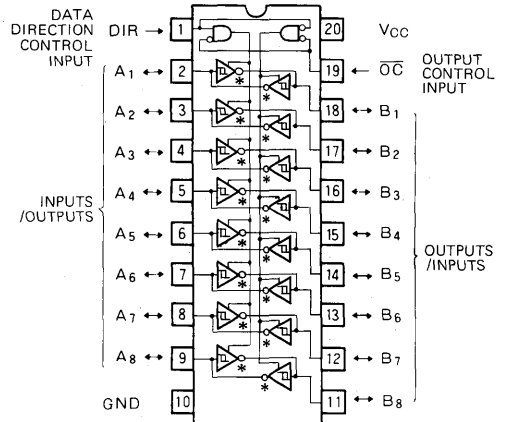 DATA
DIRECTION
CONTROL
INPUT
DIR → 1
20 VCC
A1 ↔ 2
19 ← OC
OUTPUT
CONTROL
INPUT
A2 ↔ 3
18 ↔ B1
A3 ↔ 4
17 ↔ B2
A4 ↔ 5
16 ↔ B3
INPUTS
/OUTPUTS
A5 ↔ 6
15 ↔ B4
A6 ↔ 7
14 ↔ B5
OUTPUTS
/INPUTS
A7 ↔ 8
13 ↔ B6
A8 ↔ 9
12 ↔ B7
GND 10
11 ↔ B8
* * * * * * * *
* * * * * * * *